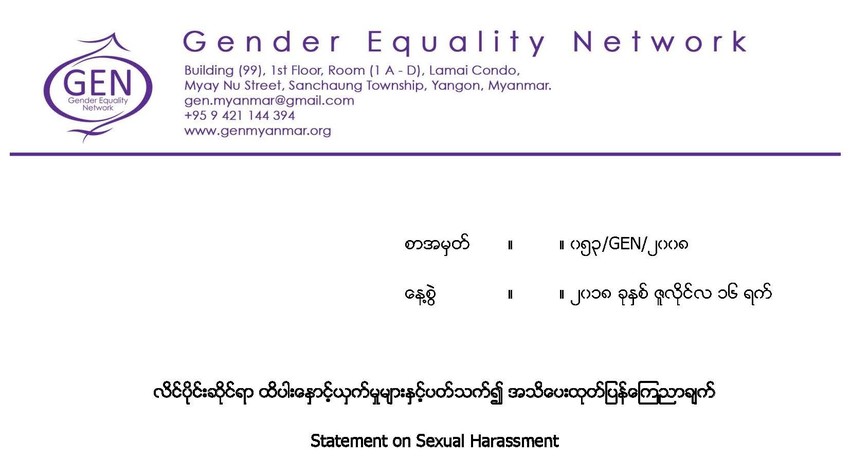 GEN
Gender Equality
Network
Gender Equality Network
Building (99), 1st Floor, Room (1 A - D), Lamai Condo,
Myay Nu Street, Sanchaung Township, Yangon, Myanmar.
gen.myanmar@gmail.com
+95 9 421 144 394
www.genmyanmar.org
စာအမှတ် ။ ။ ၀၅၃/GEN/၂၀၀၈
နေ့စွဲ ။ ။ ၂၀၁၈ ခုနှစ် ဇူလိုင်လ ၁၆ ရက်
လိင်ပိုင်းဆိုင်ရာ ထိပါးနှောင့်ယှက်မှုများနှင့်ပတ်သက်၍ အသိပေးထုတ်ပြန်ကြေညာချက်
Statement on Sexual Harassment